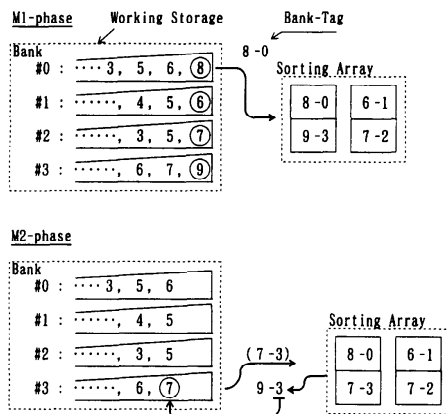 M1-phase Working Storage Bank-Tag
Bank
8-0
#0 : ·····3, 5, 6, 8
Sorting Array
#1 : ······, 4, 5, 6
8-0 6-1
#2 : ······, 3, 5, 7
9-3 7-2
#3 : ······, 6, 7, 9
M2-phase
Bank
#0 : ·····3, 5, 6
#1 : ······, 4, 5
Sorting Array
#2 : ······, 3, 5
(7-3)
8-0 6-1
#3 : ······, 6, 7
9-3
7-3 7-2